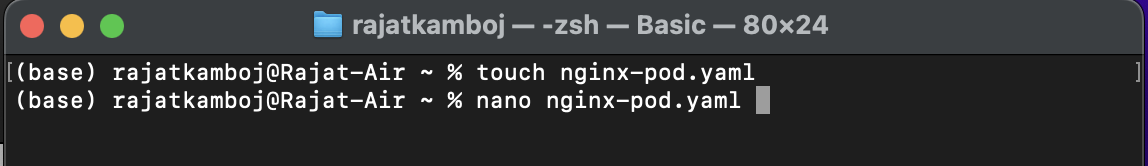 rajatkamboj — -zsh — Basic — 80×24
[(base) rajatkamboj@Rajat-Air ~ % touch nginx-pod.yaml ]
(base) rajatkamboj@Rajat-Air ~ % nano nginx-pod.yaml